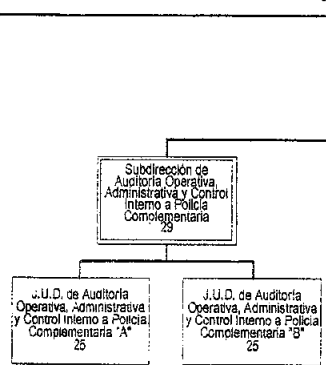 Subdirección de
Auditoría Operativa,
Administrativa y Control
Interno a Policía
Complementaria
29
J.U.D. de Auditoría
Operativa, Administrativa
y Control Interno a Policía
Complementaria "A"
25
J.U.D. de Auditoría
Operativa, Administrativa
y Control Interno a Policía
Complementaria "B"
25